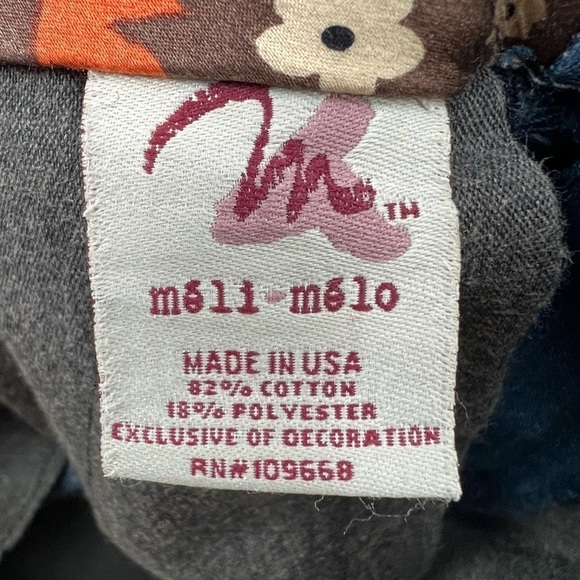 TM
méli-mélo
MADE IN USA
82% COTTON
18% POLYESTER
EXCLUSIVE OF DECORATION
RN#109668